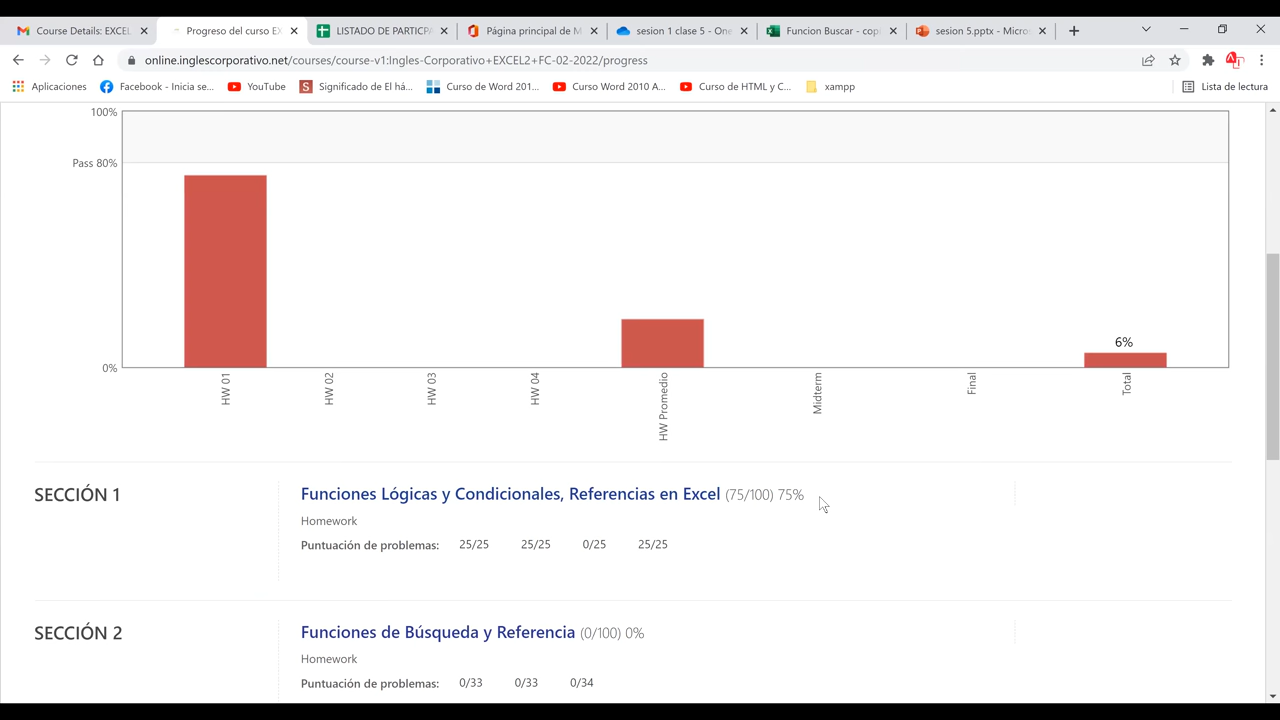 Course Details: EXCEL
Progreso del curso EX
LISTADO DE PARTICPA
Página principal de M
sesion 1 clase 5 - One
Funcion Buscar - copi
sesion 5.pptx - Micros
online.inglescorporativo.net/courses/course-v1:Ingles-Corporativo+EXCEL2+FC-02-2022/progress
Aplicaciones
Facebook - Inicia se...
YouTube
Significado de El há...
Curso de Word 201...
Curso Word 2010 A...
Curso de HTML y C...
xampp
Lista de lectura
100%
Pass 80%
6%
0%
HW 01
HW 02
HW 03
HW 04
HW Promedio
Midterm
Final
Total
SECCIÓN 1
Funciones Lógicas y Condicionales, Referencias en Excel (75/100) 75%
Homework
Puntuación de problemas: 25/25 25/25 0/25 25/25
SECCIÓN 2
Funciones de Búsqueda y Referencia (0/100) 0%
Homework
Puntuación de problemas: 0/33 0/33 0/34